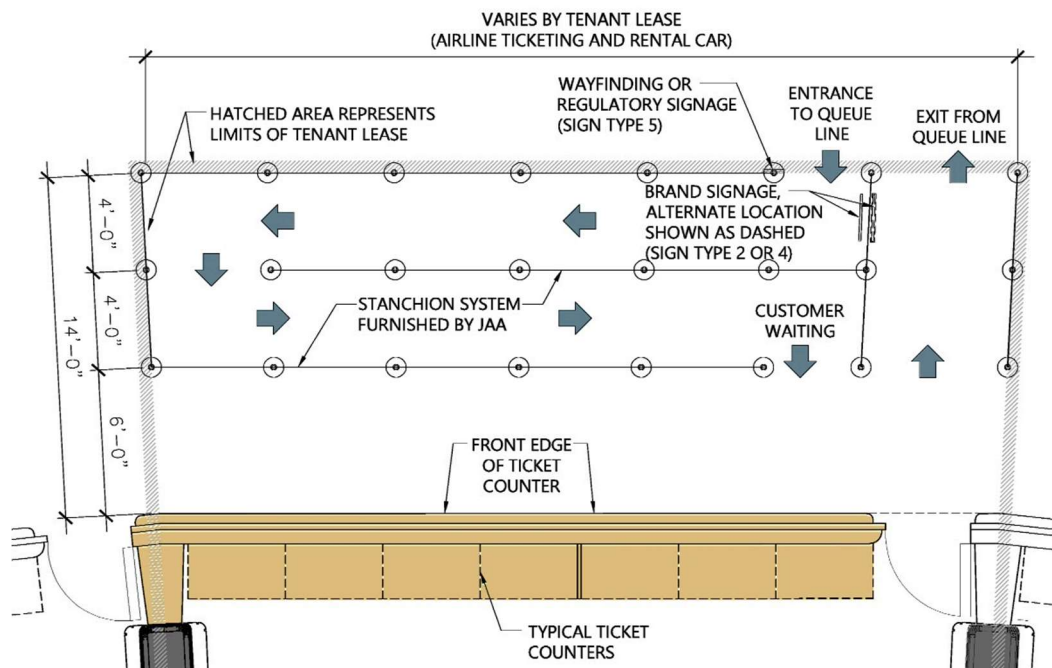 VARIES BY TENANT LEASE
(AIRLINE TICKETING AND RENTAL CAR)
HATCHED AREA REPRESENTS
LIMITS OF TENANT LEASE
WAYFINDING OR
REGULATORY SIGNAGE
(SIGN TYPE 5)
ENTRANCE
TO QUEUE
LINE
EXIT FROM
QUEUE LINE
BRAND SIGNAGE,
ALTERNATE LOCATION
SHOWN AS DASHED
(SIGN TYPE 2 OR 4)
4'-0"
4'-0"
14'-0"
6'-0"
STANCHION SYSTEM
FURNISHED BY JAA
CUSTOMER
WAITING
FRONT EDGE
OF TICKET
COUNTER
TYPICAL TICKET
COUNTERS